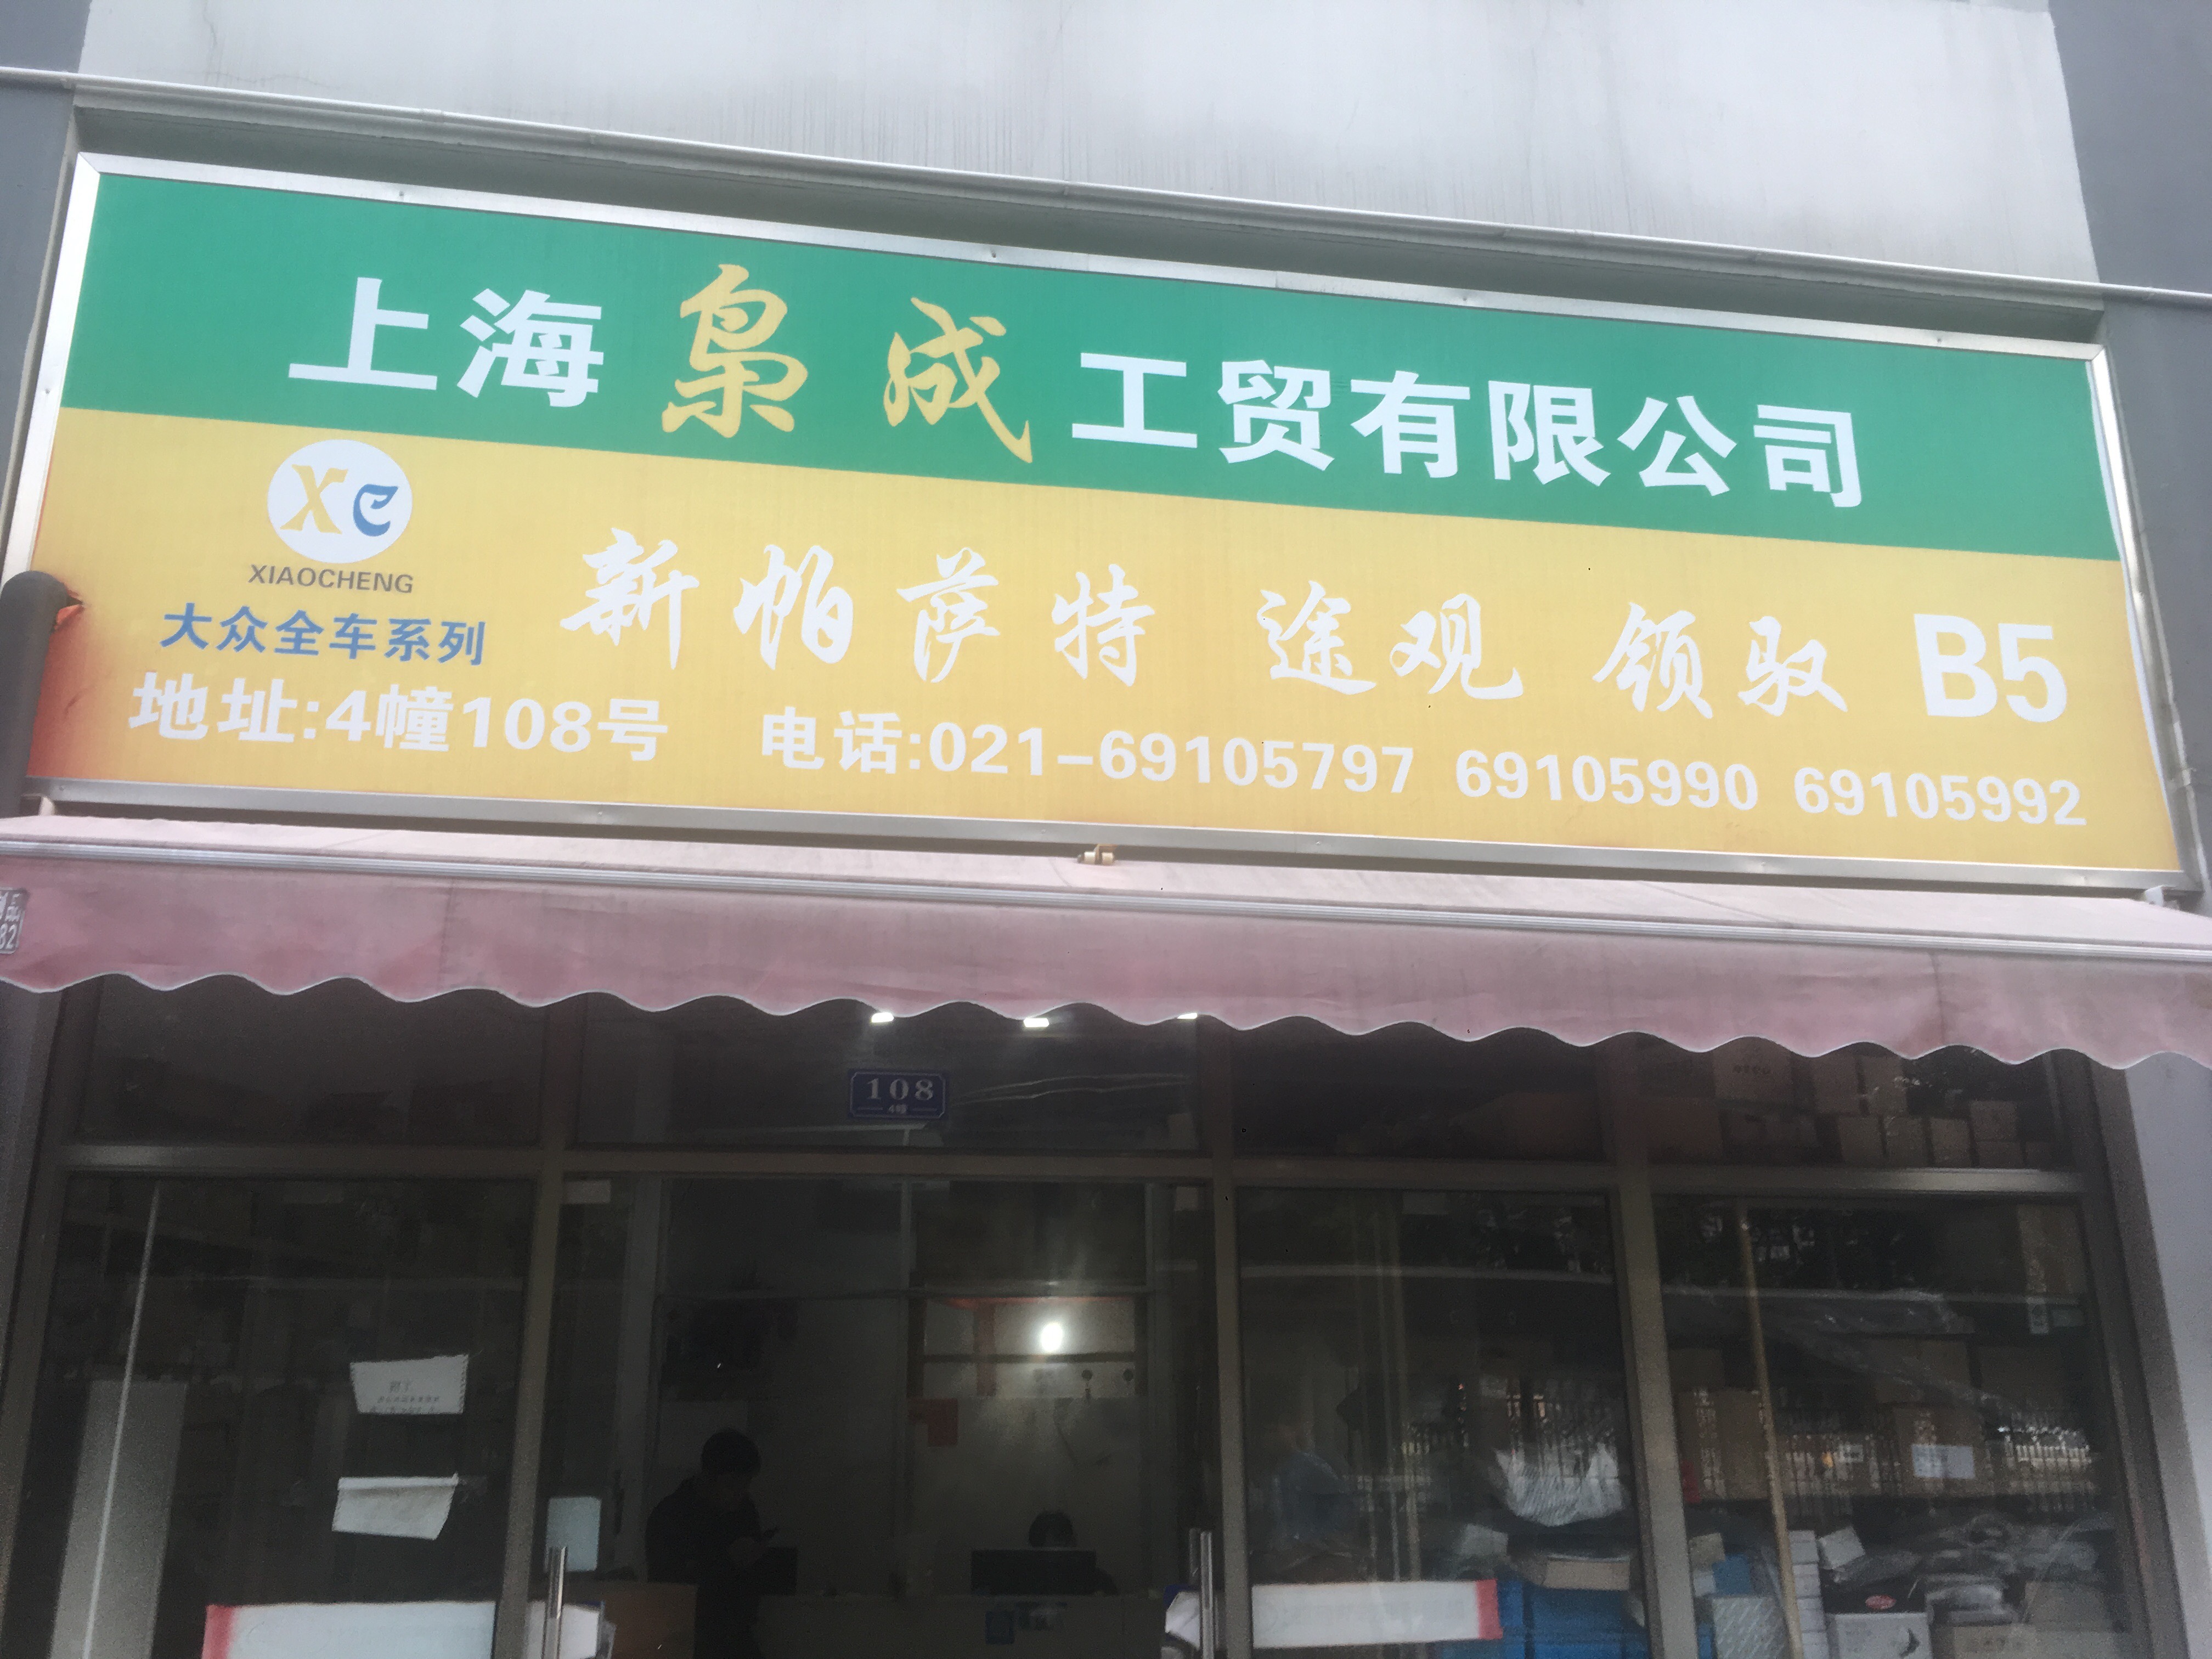 上海枭成工贸有限公司
XC
XIAOCHENG
大众全车系列
新帕萨特 途观 领驭 B5
地址:4幢108号 电话:021-69105797 69105990 69105992
108
4幢